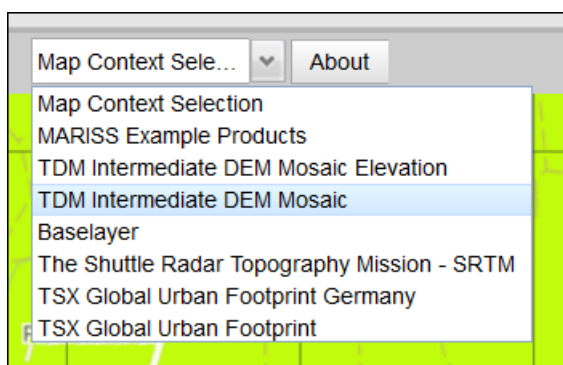 Map Context Sele...
About
Map Context Selection
MARISS Example Products
TDM Intermediate DEM Mosaic Elevation
TDM Intermediate DEM Mosaic
Baselayer
The Shuttle Radar Topography Mission - SRTM
TSX Global Urban Footprint Germany
TSX Global Urban Footprint